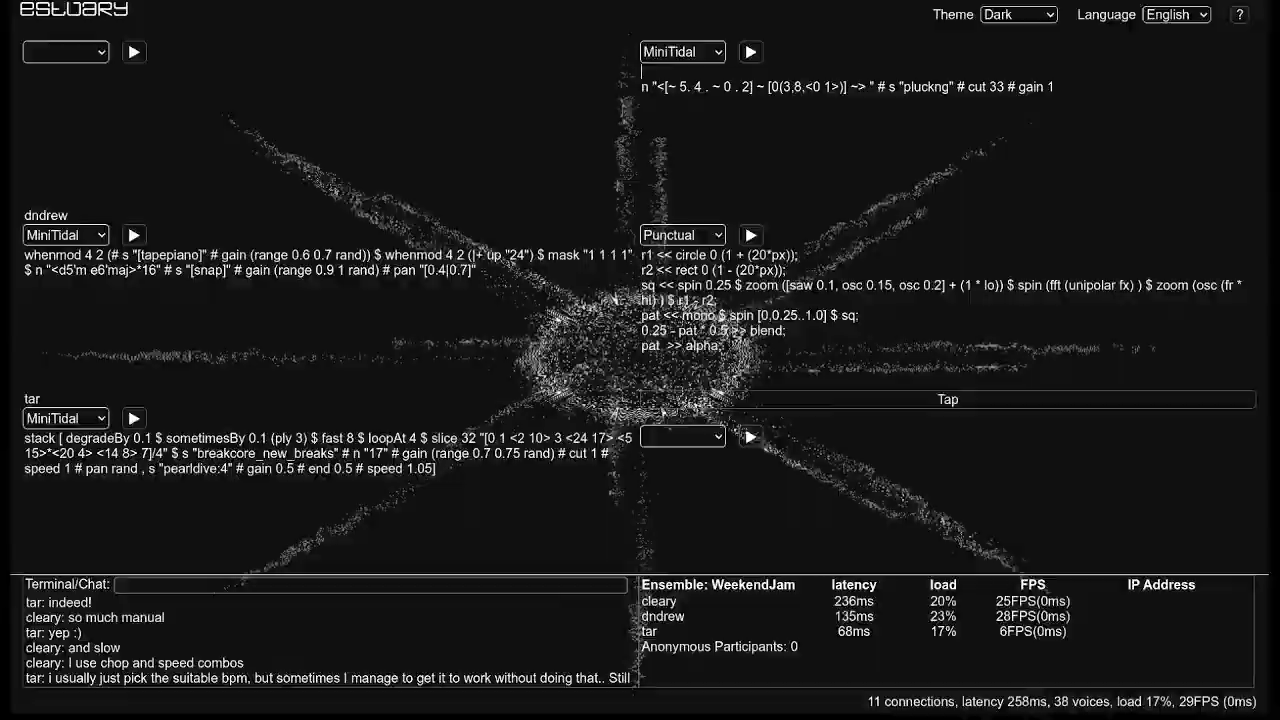 estuary
Theme Dark Language English ?
MiniTidal
n "<[~ 5. 4 . ~ 0 . 2] ~ [0(3,8,<0 1>)] ~> " # s "pluckng" # cut 33 # gain 1
dndrew
MiniTidal
whenmod 4 2 (# s "[tapepiano]" # gain (range 0.6 0.7 rand)) $ whenmod 4 2 (|+ up "24") $ mask "1 1 1 1"
$ n "<d5'm e6'maj>*16" # s "[snap]" # gain (range 0.9 1 rand) # pan "[0.4|0.7]"
Punctual
r1 << circle 0 (1 + (20*px));
r2 << rect 0 (1 - (20*px));
sq << spin 0.25 $ zoom ([saw 0.1, osc 0.15, osc 0.2] + (1 * lo)) $ spin (fft (unipolar fx) ) $ zoom (osc (fr *
hi) ) $ r1 - r2;
pat << mono $ spin [0,0.25..1.0] $ sq;
0.25 - pat * 0.5 >> blend;
pat >> alpha;
tar
MiniTidal
stack [ degradeBy 0.1 $ sometimesBy 0.1 (ply 3) $ fast 8 $ loopAt 4 $ slice 32 "[0 1 <2 10> 3 <24 17> <5
15>*<20 4> <14 8> 7]/4" $ s "breakcore_new_breaks" # n "17" # gain (range 0.7 0.75 rand) # cut 1 #
speed 1 # pan rand , s "pearldive:4" # gain 0.5 # end 0.5 # speed 1.05]
Tap
Terminal/Chat:
tar: indeed!
cleary: so much manual
tar: yep :)
cleary: and slow
cleary: I use chop and speed combos
tar: i usually just pick the suitable bpm, but sometimes I manage to get it to work without doing that.. Still
Ensemble: WeekendJam latency load FPS IP Address
cleary 236ms 20% 25FPS(0ms)
dndrew 135ms 23% 28FPS(0ms)
tar 68ms 17% 6FPS(0ms)
Anonymous Participants: 0
11 connections, latency 258ms, 38 voices, load 17%, 29FPS (0ms)